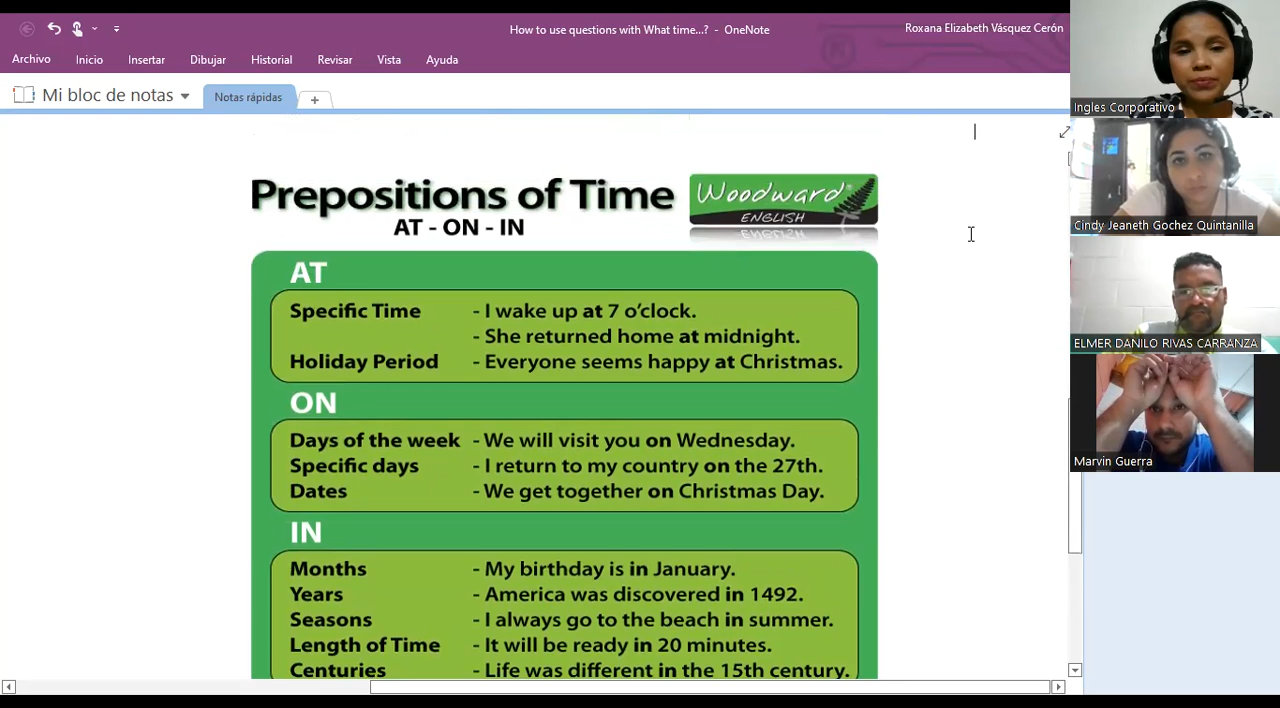 How to use questions with What time...? - OneNote
Roxana Elizabeth Vásquez Cerón
Archivo Inicio Insertar Dibujar Historial Revisar Vista Ayuda
Mi bloc de notas
Notas rápidas
Prepositions of Time
AT - ON - IN
Woodward
ENGLISH
AT
Specific Time - I wake up at 7 o'clock.
- She returned home at midnight.
Holiday Period - Everyone seems happy at Christmas.
ON
Days of the week - We will visit you on Wednesday.
Specific days - I return to my country on the 27th.
Dates - We get together on Christmas Day.
IN
Months - My birthday is in January.
Years - America was discovered in 1492.
Seasons - I always go to the beach in summer.
Length of Time - It will be ready in 20 minutes.
Centuries - Life was different in the 15th century.
Ingles Corporativo
Cindy Jeaneth Gochez Quintanilla
ELMER DANILO RIVAS CARRANZA
Marvin Guerra